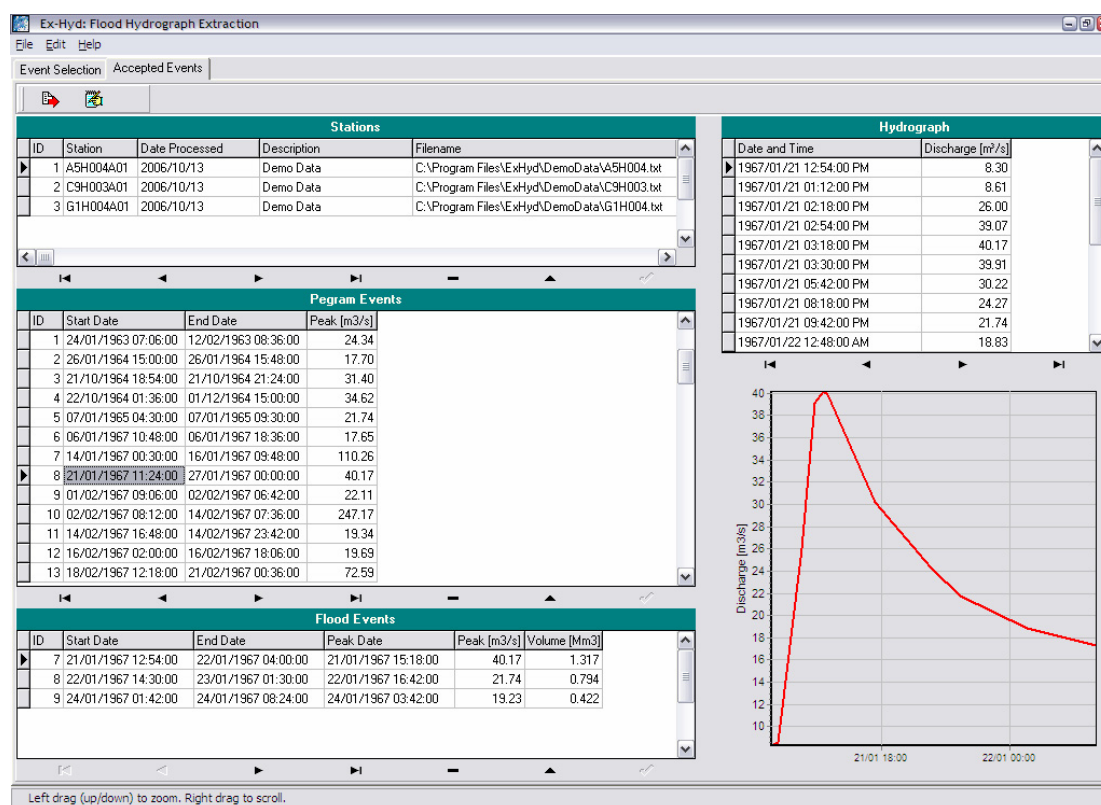 Ex-Hyd: Flood Hydrograph Extraction
File Edit Help
Event Selection Accepted Events
Stations
ID Station Date Processed Description Filename
1 A5H004A01 2006/10/13 Demo Data C:\Program Files\ExHyd\DemoData\A5H004.txt
2 C9H003A01 2006/10/13 Demo Data C:\Program Files\ExHyd\DemoData\C9H003.txt
3 G1H004A01 2006/10/13 Demo Data C:\Program Files\ExHyd\DemoData\G1H004.txt
Pegram Events
ID Start Date End Date Peak [m3/s]
1 24/01/1963 07:06:00 12/02/1963 08:36:00 24.34
2 26/01/1964 15:00:00 26/01/1964 15:48:00 17.70
3 21/10/1964 18:54:00 21/10/1964 21:24:00 31.40
4 22/10/1964 01:36:00 01/12/1964 15:00:00 34.62
5 07/01/1965 04:30:00 07/01/1965 09:30:00 21.74
6 06/01/1967 10:48:00 06/01/1967 18:36:00 17.65
7 14/01/1967 00:30:00 16/01/1967 09:48:00 110.26
8 21/01/1967 11:24:00 27/01/1967 00:00:00 40.17
9 01/02/1967 09:06:00 02/02/1967 06:42:00 22.11
10 02/02/1967 08:12:00 14/02/1967 07:36:00 247.17
11 14/02/1967 16:48:00 14/02/1967 23:42:00 19.34
12 16/02/1967 02:00:00 16/02/1967 18:06:00 19.69
13 18/02/1967 12:18:00 21/02/1967 00:36:00 72.59
Flood Events
ID Start Date End Date Peak Date Peak [m3/s] Volume [Mm3]
7 21/01/1967 12:54:00 22/01/1967 04:00:00 21/01/1967 15:18:00 40.17 1.317
8 22/01/1967 14:30:00 23/01/1967 01:30:00 22/01/1967 16:42:00 21.74 0.794
9 24/01/1967 01:42:00 24/01/1967 08:24:00 24/01/1967 03:42:00 19.23 0.422
Hydrograph
Date and Time Discharge [m³/s]
1967/01/21 12:54:00 PM 8.30
1967/01/21 01:12:00 PM 8.61
1967/01/21 02:18:00 PM 26.00
1967/01/21 02:54:00 PM 39.07
1967/01/21 03:18:00 PM 40.17
1967/01/21 03:30:00 PM 39.91
1967/01/21 05:42:00 PM 30.22
1967/01/21 08:18:00 PM 24.27
1967/01/21 09:42:00 PM 21.74
1967/01/22 12:48:00 AM 18.83
Discharge [m3/s]
40
38
36
34
32
30
28
26
24
22
20
18
16
14
12
10
21/01 18:00 22/01 00:00
Left drag (up/down) to zoom. Right drag to scroll.